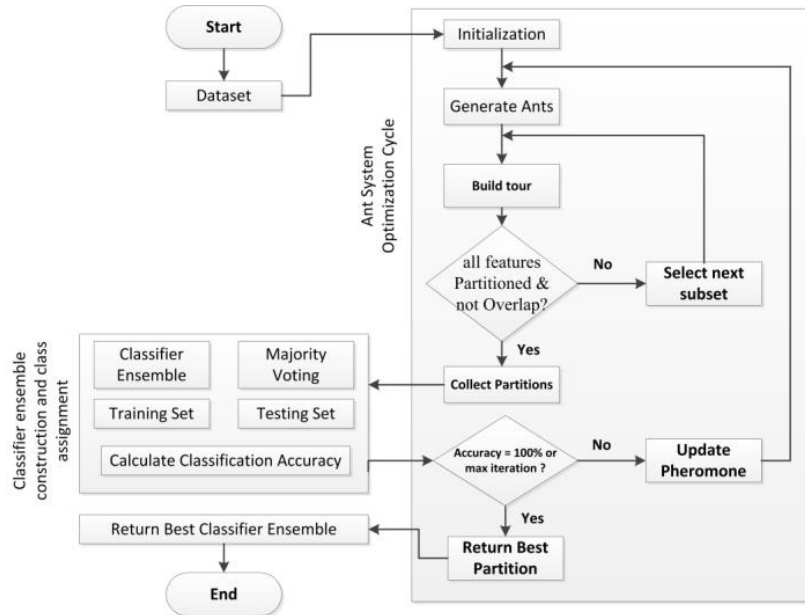 Start
Dataset
Initialization
Generate Ants
Build tour
Ant System
Optimization Cycle
all features
Partitioned &
not Overlap?
No
Select next
subset
Yes
Collect Partitions
Classifier ensemble
construction and class
assignment
Classifier
Ensemble
Majority
Voting
Training Set
Testing Set
Calculate Classification Accuracy
Accuracy = 100% or
max iteration ?
No
Update
Pheromone
Yes
Return Best
Partition
Return Best Classifier Ensemble
End